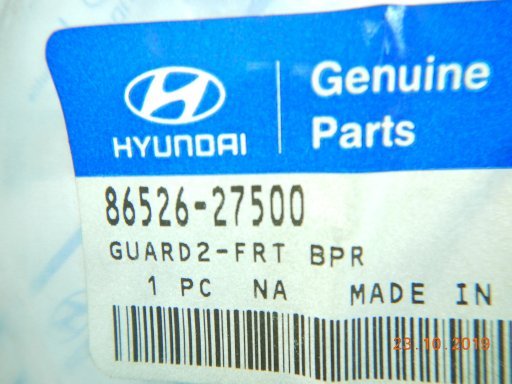 HYUNDAI
Genuine
Parts
86526-27500
GUARD2-FRT BPR
1 PC NA MADE IN
23.10.2019